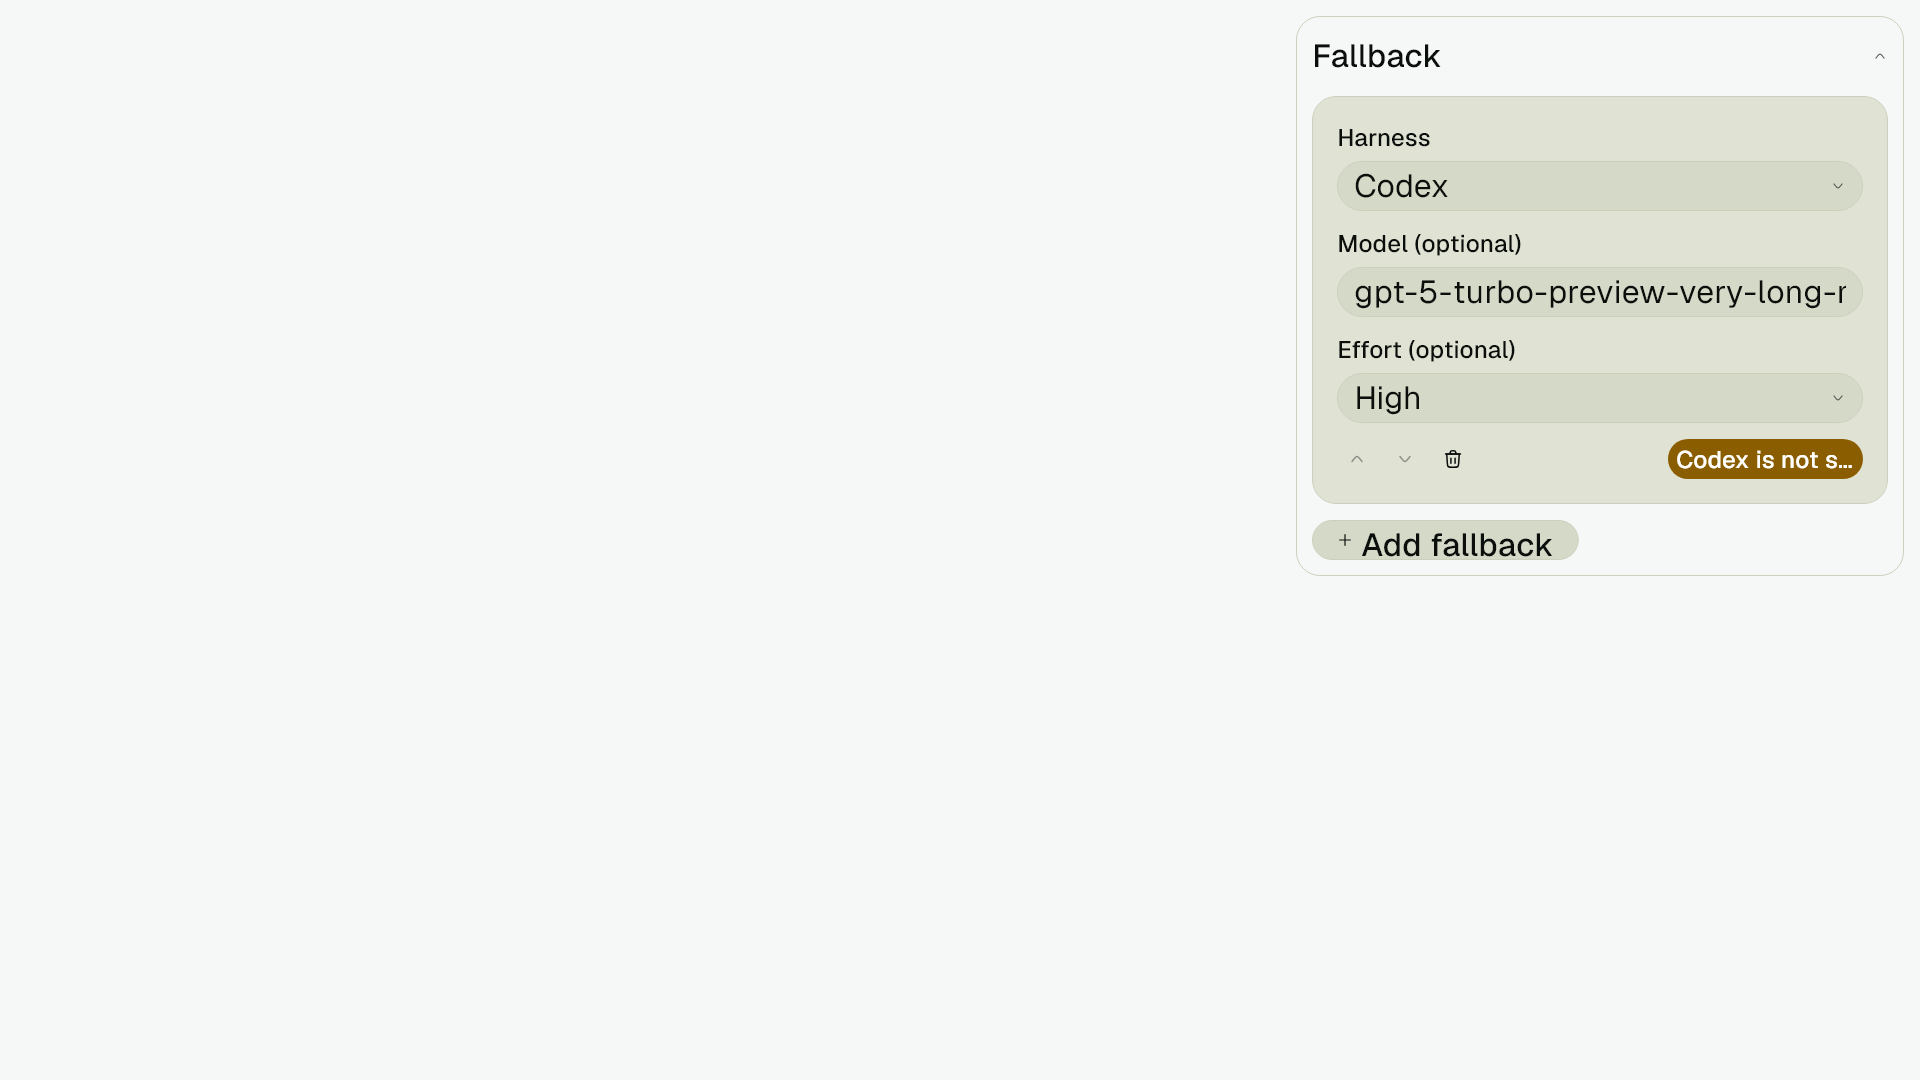 Fallback
Harness
Codex
Model (optional)
gpt-5-turbo-preview-very-long-
Effort (optional)
High
Codex is not s...
+ Add fallback